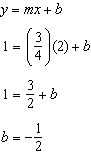 y = mx + b
1 = (3/4)(2) + b
1 = 3/2 + b
b = -1/2